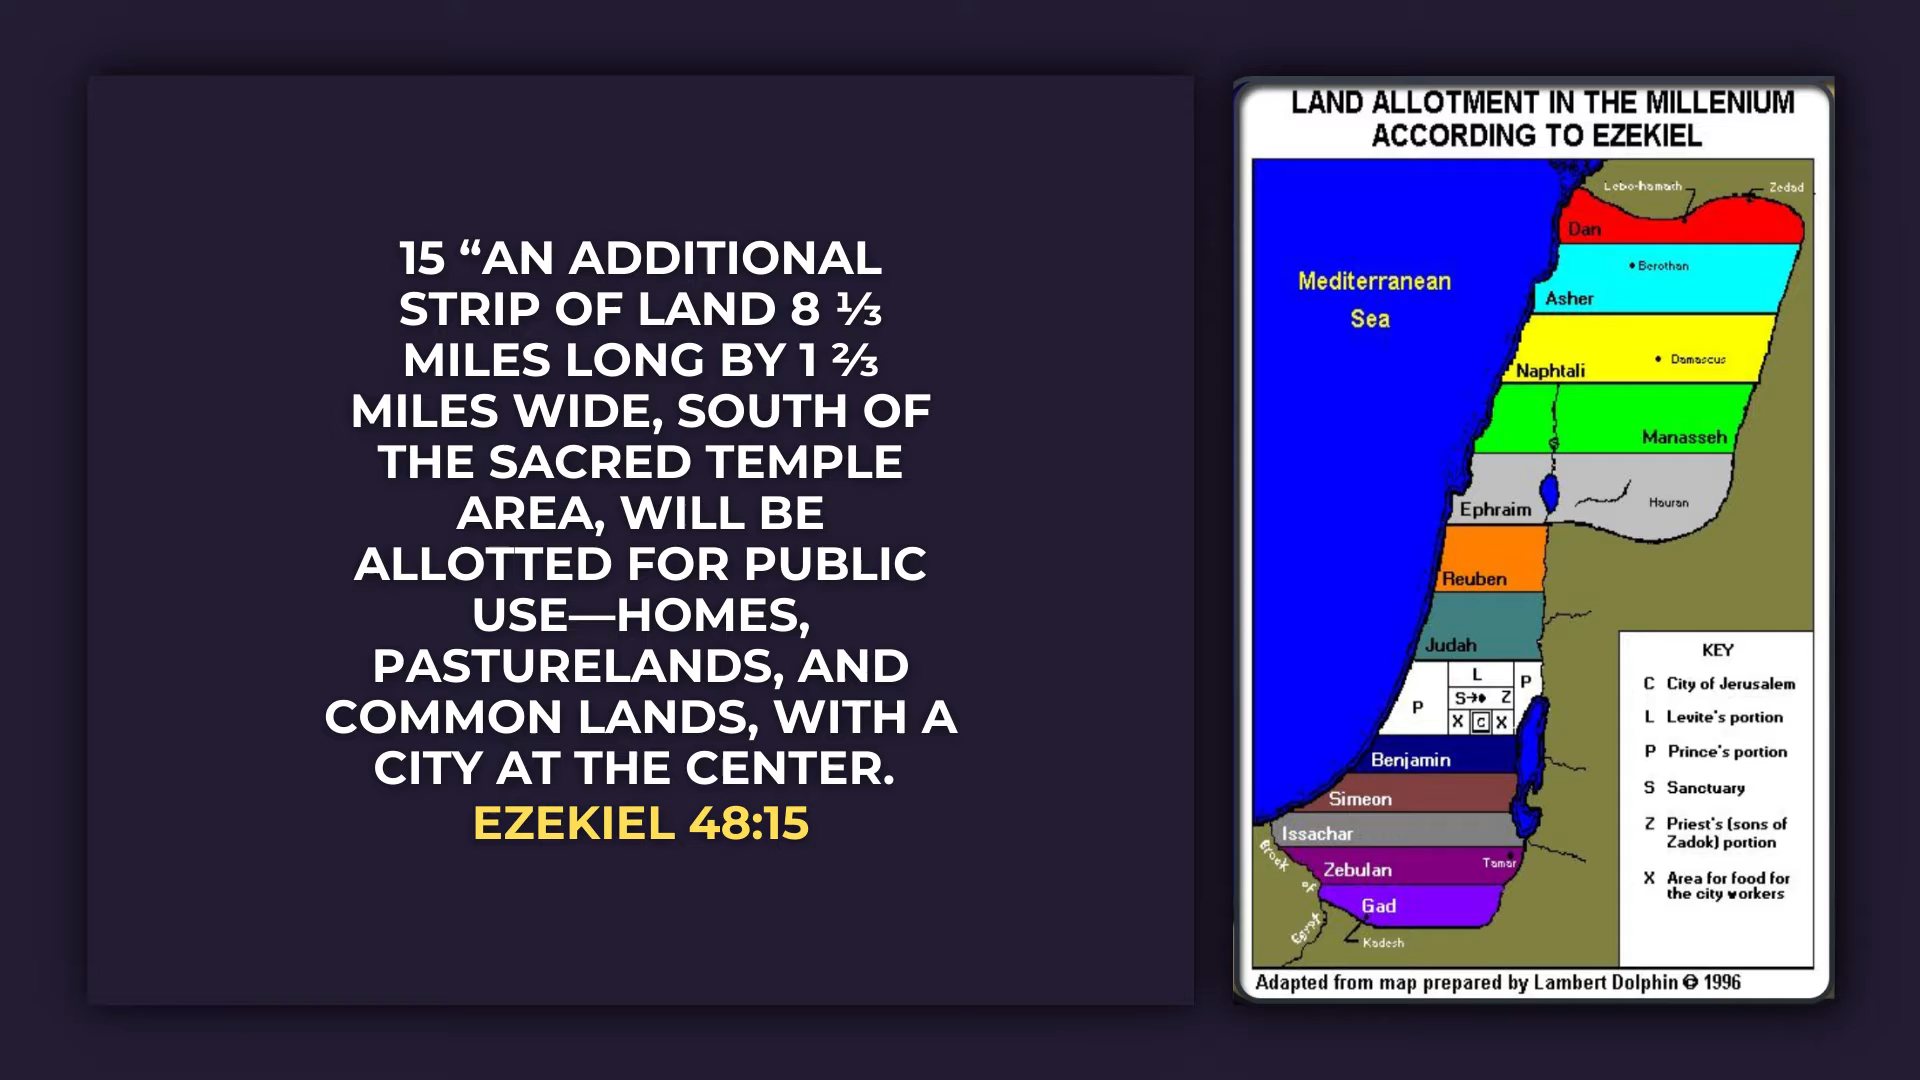 15 “AN ADDITIONAL
STRIP OF LAND 8 ⅓
MILES LONG BY 1 ⅔
MILES WIDE, SOUTH OF
THE SACRED TEMPLE
AREA, WILL BE
ALLOTTED FOR PUBLIC
USE—HOMES,
PASTURELANDS, AND
COMMON LANDS, WITH A
CITY AT THE CENTER.
EZEKIEL 48:15
LAND ALLOTMENT IN THE MILLENIUM
ACCORDING TO EZEKIEL
Lebo-hamath
Zedad
Dan
Berothan
Asher
Mediterranean
Sea
Damascus
Naphtali
Manasseh
Hauran
Ephraim
Reuben
Judah
L
P
S Z
P
X C X
Benjamin
Simeon
Issachar
Zebulan
Tamar
Gad
Brook
of
Egypt
Kadesh
KEY
C City of Jerusalem
L Levite's portion
P Prince's portion
S Sanctuary
Z Priest's (sons of
Zadok) portion
X Area for food for
the city workers
Adapted from map prepared by Lambert Dolphin © 1996